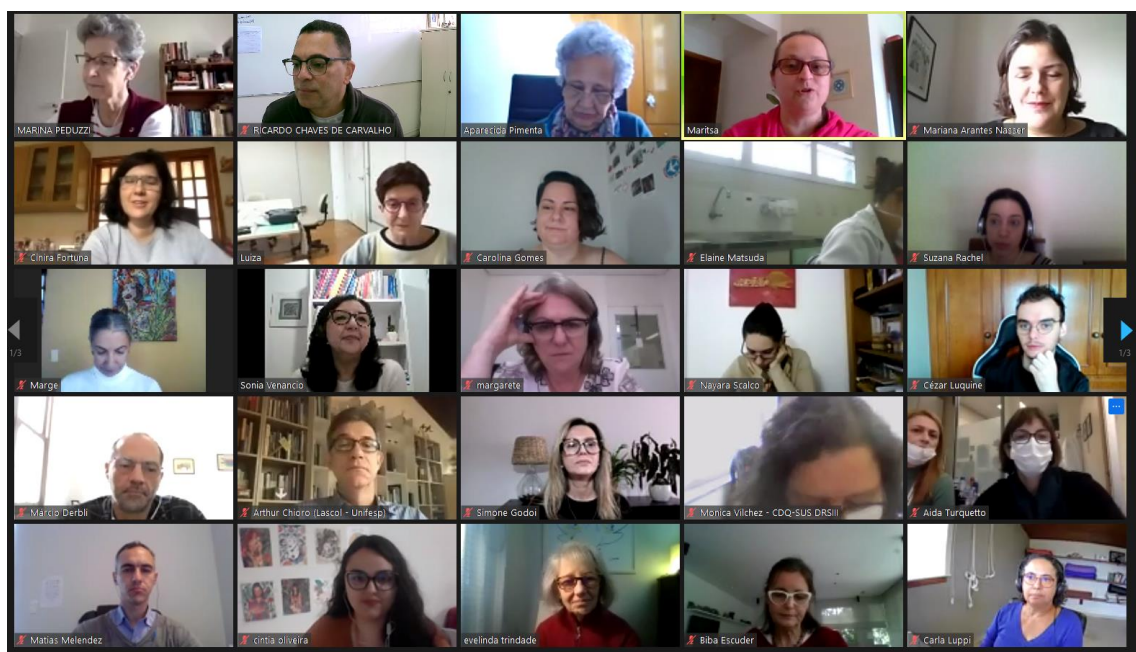 MARINA PEDUZZI
RICARDO CHAVES DE CARVALHO
Aparecida Pimenta
Maritsa
Mariana Arantes Nasser
Cinira Fortuna
Luiza
Carolina Gomes
Elaine Matsuda
Suzana Rachel
1/3
1/3
Marge
Sonia Venancio
margarete
Nayara Scalco
Cézar Luquine
Marcio Derbli
Arthur Chioro (Lascol - Unifesp)
Simone Godoi
Monica Vilchez - CDQ-SUS DRSIII
Aida Turquetto
Matias Melendez
cintia oliveira
evelinda trindade
Biba Escuder
Carla Luppi